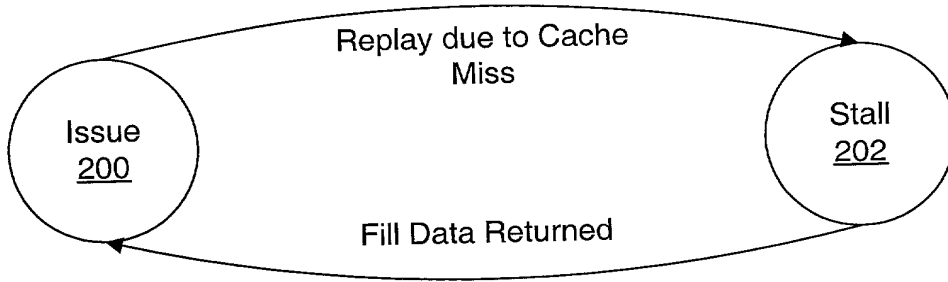 Replay due to Cache
Miss
Issue
200
Stall
202
Fill Data Returned